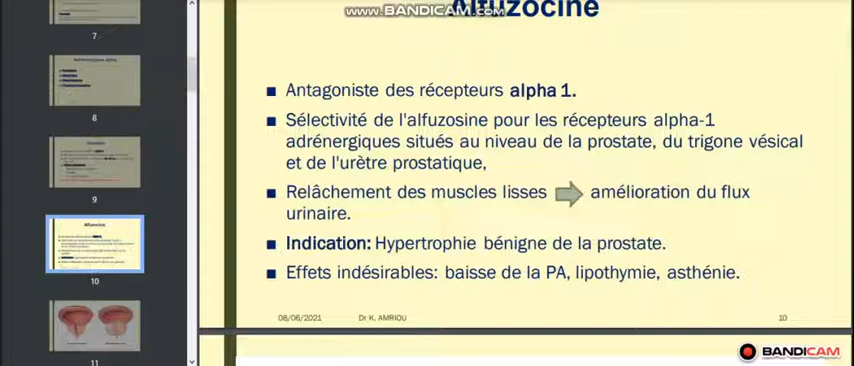 www.BANDICAM.com
Alfuzocine
7
■ Antagoniste des récepteurs alpha 1.
■ Sélectivité de l'alfuzosine pour les récepteurs alpha-1
adrénergiques situés au niveau de la prostate, du trigone vésical
et de l'urètre prostatique,
8
■ Relâchement des muscles lisses amélioration du flux
urinaire.
9
■ Indication: Hypertrophie bénigne de la prostate.
■ Effets indésirables: baisse de la PA, lipothymie, asthénie.
10
08/06/2021 Dr K. AMRIOU 10
11
BANDICAM